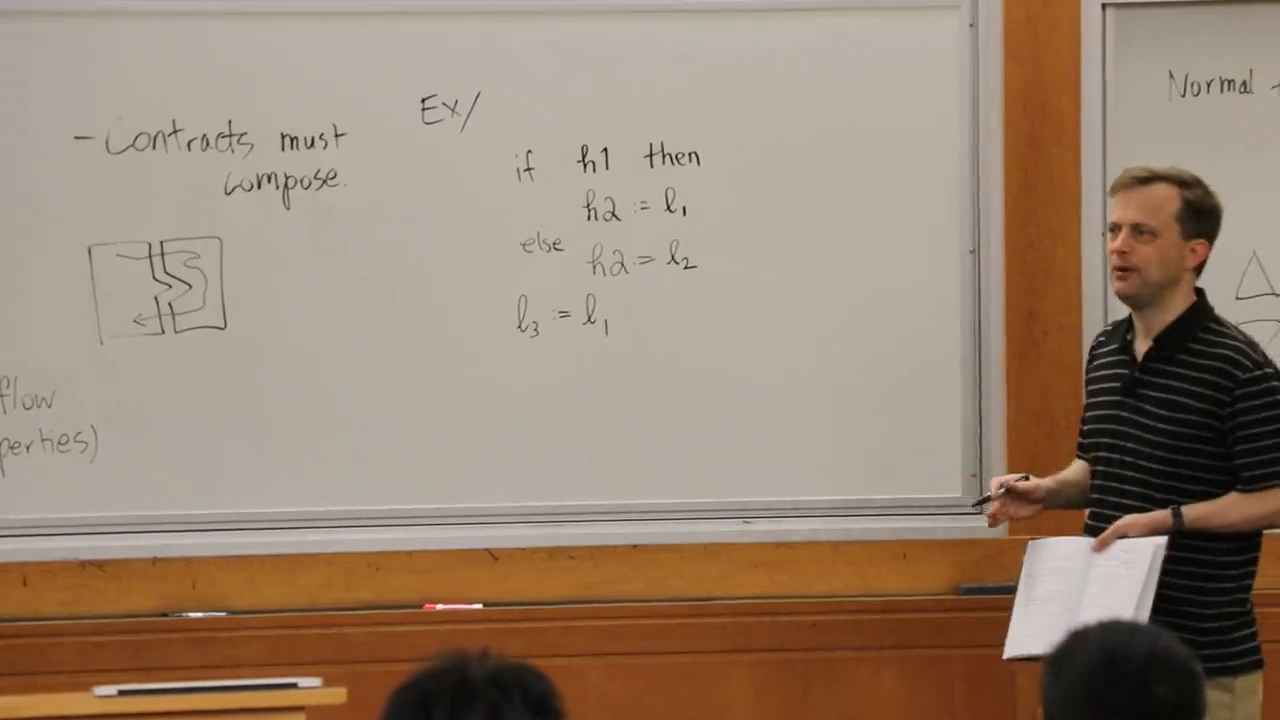 - Contracts must
compose.
flow
perties)
Ex/
if h1 then
h2 := l₁
else h2 := l₂
l₃ := l₁
Normal